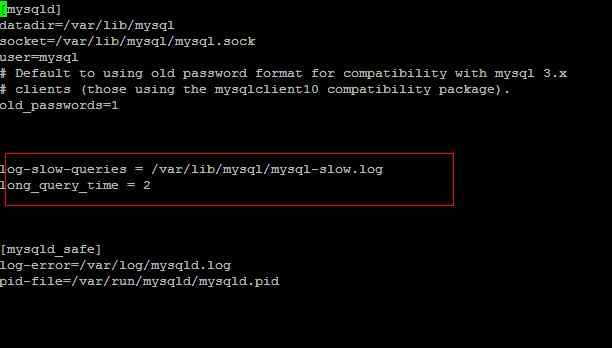 [mysqld]
datadir=/var/lib/mysql
socket=/var/lib/mysql/mysql.sock
user=mysql
# Default to using old password format for compatibility with mysql 3.x
# clients (those using the mysqlclient10 compatibility package).
old_passwords=1
log-slow-queries = /var/lib/mysql/mysql-slow.log
long_query_time = 2
[mysqld_safe]
log-error=/var/log/mysqld.log
pid-file=/var/run/mysqld/mysqld.pid